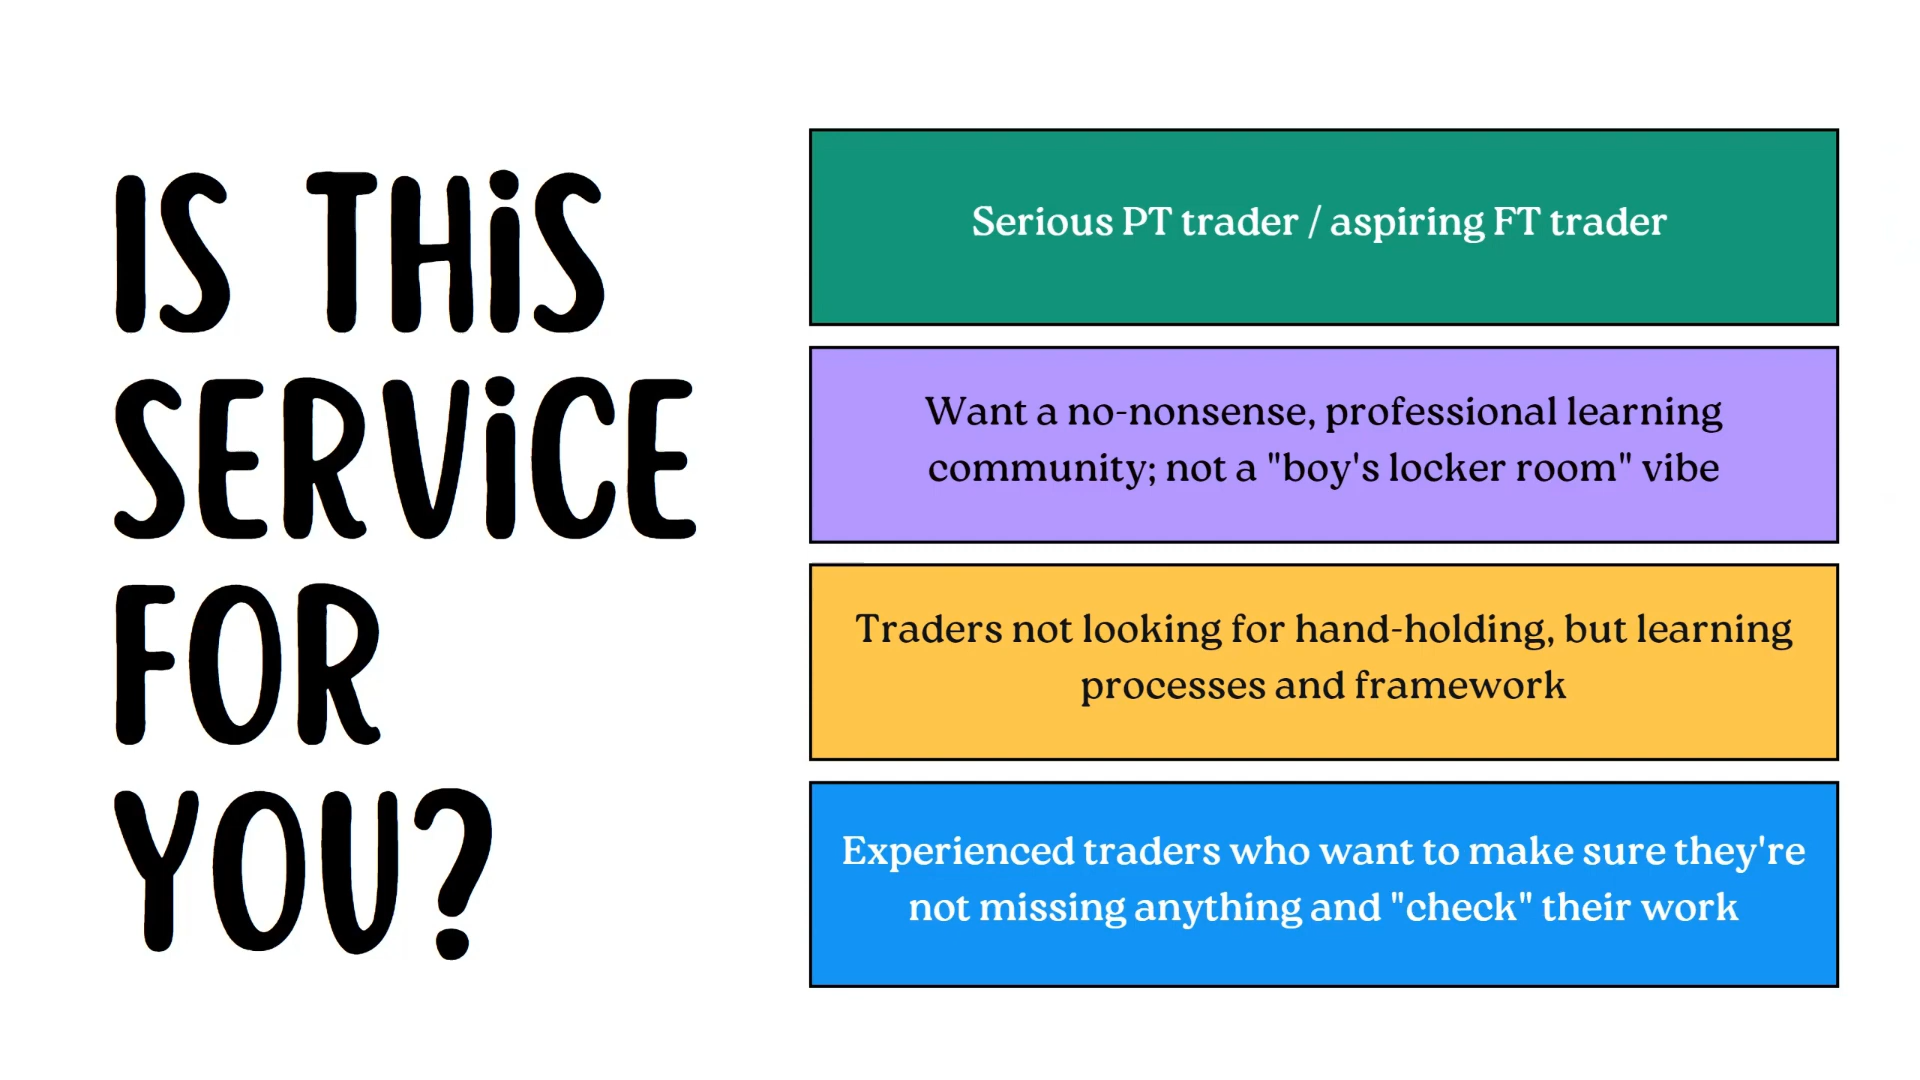 IS THiS
SERViCE
FOR
YOU?
Serious PT trader / aspiring FT trader
Want a no-nonsense, professional learning
community; not a "boy's locker room" vibe
Traders not looking for hand-holding, but learning
processes and framework
Experienced traders who want to make sure they're
not missing anything and "check" their work